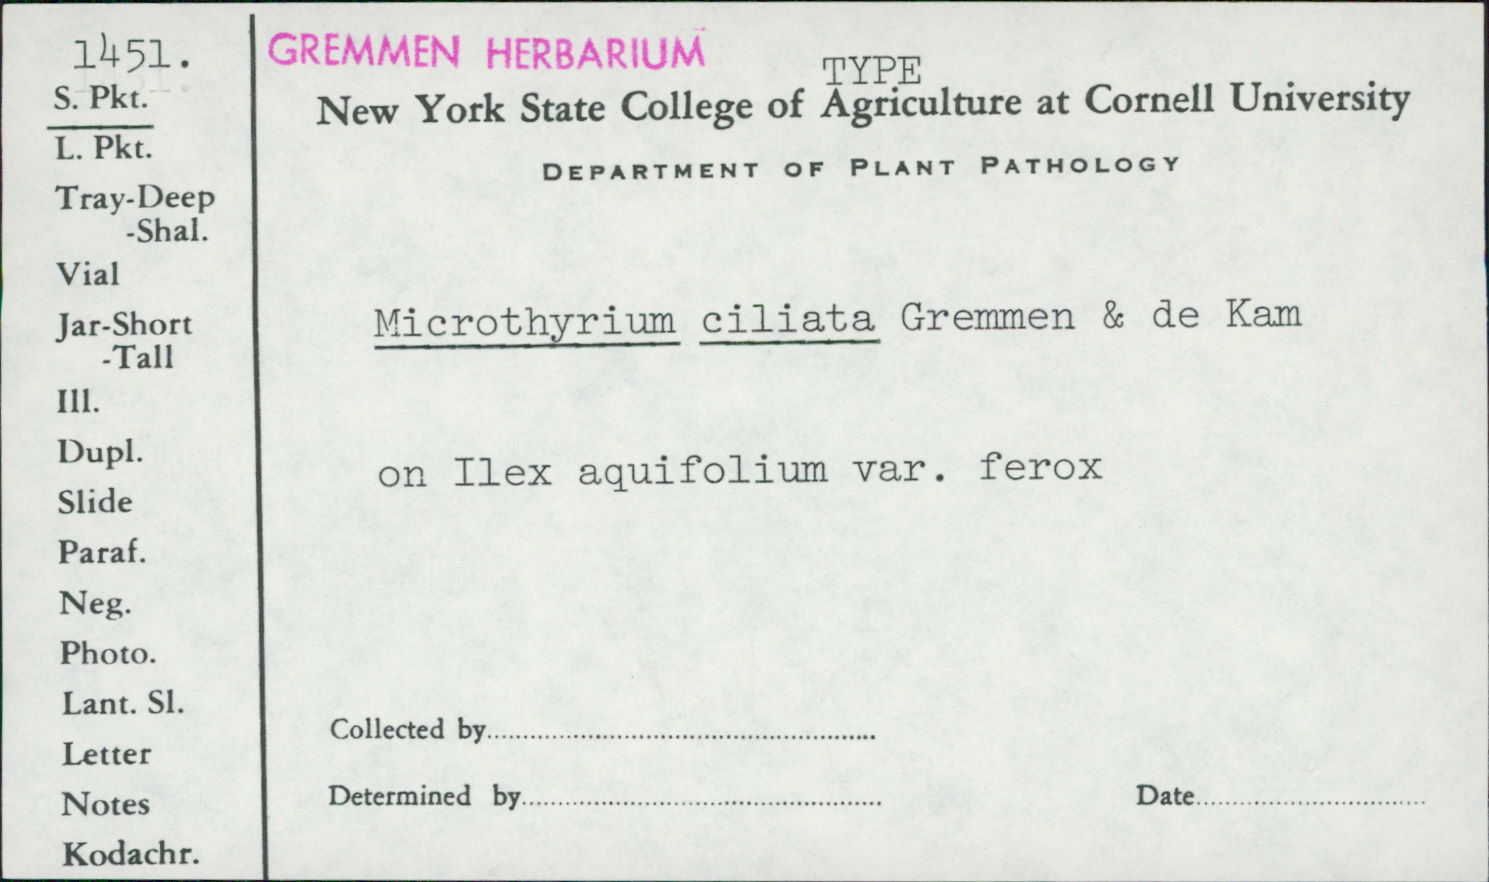 1451.
S. Pkt.
L. Pkt.
Tray-Deep
-Shal.
Vial
Jar-Short
-Tall
Ill.
Dupl.
Slide
Paraf.
Neg.
Photo.
Lant. Sl.
Letter
Notes
Kodachr.
GREMMEN HERBARIUM
TYPE
New York State College of Agriculture at Cornell University
DEPARTMENT OF PLANT PATHOLOGY
Microthyrium ciliata Gremmen & de Kam
on Ilex aquifolium var. ferox
Collected by
Determined by
Date